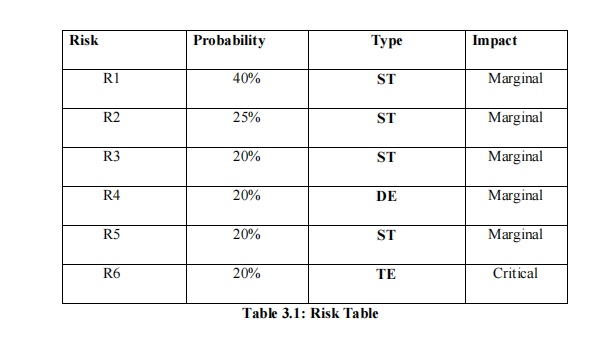 Risk Probability Type Impact
R1 40% ST Marginal
R2 25% ST Marginal
R3 20% ST Marginal
R4 20% DE Marginal
R5 20% ST Marginal
R6 20% TE Critical
Table 3.1: Risk Table